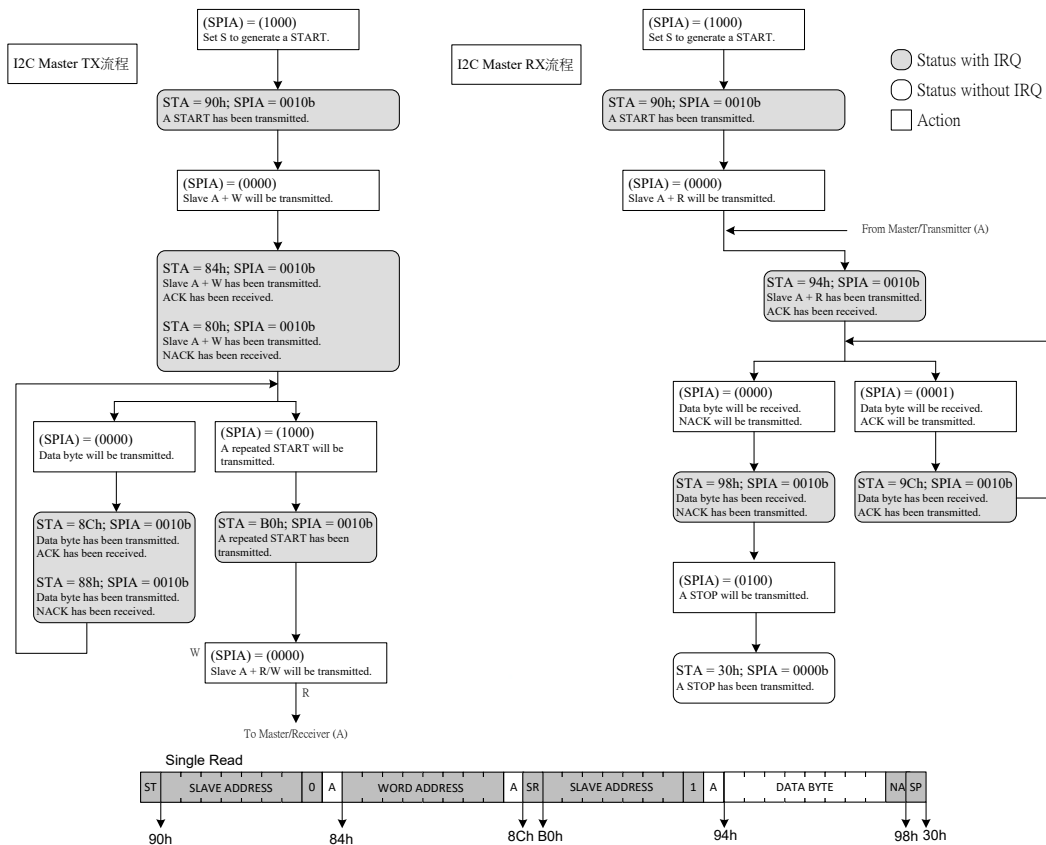 I2C Master TX流程
(SPIA) = (1000)
Set S to generate a START.
STA = 90h; SPIA = 0010b
A START has been transmitted.
(SPIA) = (0000)
Slave A + W will be transmitted.
STA = 84h; SPIA = 0010b
Slave A + W has been transmitted.
ACK has been received.
STA = 80h; SPIA = 0010b
Slave A + W has been transmitted.
NACK has been received.
(SPIA) = (0000)
Data byte will be transmitted.
(SPIA) = (1000)
A repeated START will be
transmitted.
STA = 8Ch; SPIA = 0010b
Data byte has been transmitted.
ACK has been received.
STA = 88h; SPIA = 0010b
Data byte has been transmitted.
NACK has been received.
STA = B0h; SPIA = 0010b
A repeated START has been
transmitted.
W
(SPIA) = (0000)
Slave A + R/W will be transmitted.
R
To Master/Receiver (A)
I2C Master RX流程
(SPIA) = (1000)
Set S to generate a START.
STA = 90h; SPIA = 0010b
A START has been transmitted.
(SPIA) = (0000)
Slave A + R will be transmitted.
From Master/Transmitter (A)
STA = 94h; SPIA = 0010b
Slave A + R has been transmitted.
ACK has been received.
(SPIA) = (0000)
Data byte will be received.
NACK will be transmitted.
(SPIA) = (0001)
Data byte will be received.
ACK will be transmitted.
STA = 98h; SPIA = 0010b
Data byte has been received.
NACK has been transmitted.
STA = 9Ch; SPIA = 0010b
Data byte has been received.
ACK has been transmitted.
(SPIA) = (0100)
A STOP will be transmitted.
STA = 30h; SPIA = 0000b
A STOP has been transmitted.
Status with IRQ
Status without IRQ
Action
Single Read
ST SLAVE ADDRESS 0 A WORD ADDRESS A SR SLAVE ADDRESS 1 A DATA BYTE NA SP
90h 84h 8Ch B0h 94h 98h 30h